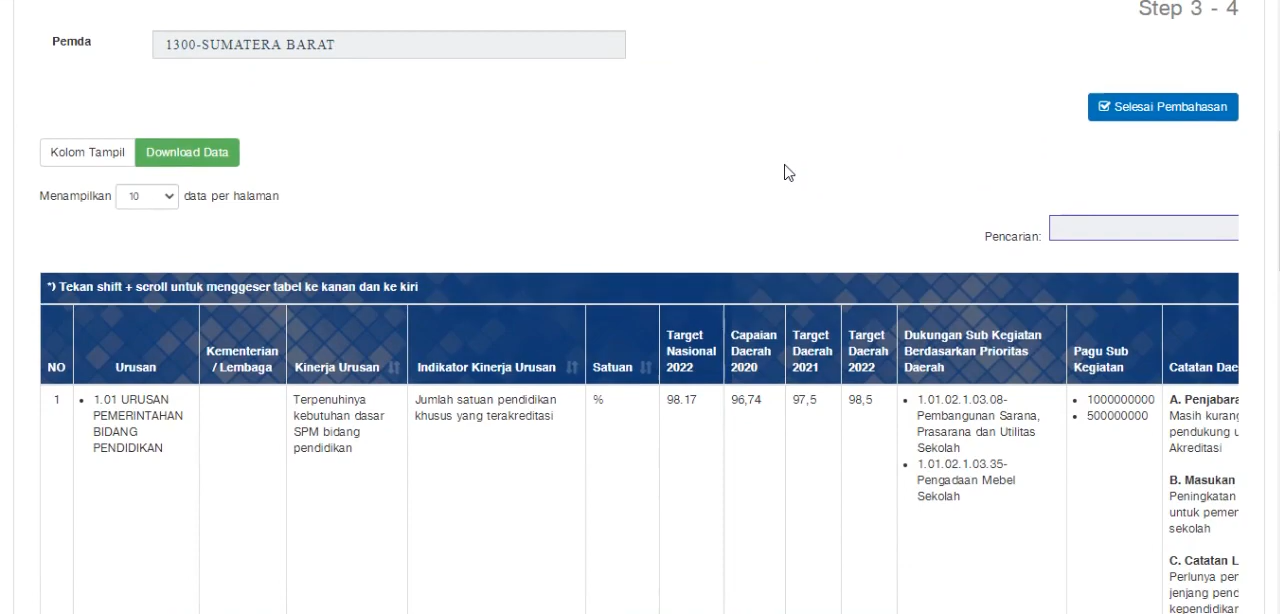 Step 3 - 4
Pemda
1300-SUMATERA BARAT
Selesai Pembahasan
Kolom Tampil
Download Data
Menampilkan 10 data per halaman
Pencarian:
*) Tekan shift + scroll untuk menggeser tabel ke kanan dan ke kiri
NO
Urusan
Kementerian
/ Lembaga
Kinerja Urusan
Indikator Kinerja Urusan
Satuan
Target
Nasional
2022
Capaian
Daerah
2020
Target
Daerah
2021
Target
Daerah
2022
Dukungan Sub Kegiatan
Berdasarkan Prioritas
Daerah
Pagu Sub
Kegiatan
Catatan Dae
1
1.01 URUSAN
PEMERINTAHAN
BIDANG
PENDIDIKAN
Terpenuhinya
kebutuhan dasar
SPM bidang
pendidikan
Jumlah satuan pendidikan
khusus yang terakreditasi
%
98.17
96,74
97,5
98,5
1.01.02.1.03.08-
Pembangunan Sarana,
Prasarana dan Utilitas
Sekolah
1.01.02.1.03.35-
Pengadaan Mebel
Sekolah
1000000000
500000000
A. Penjabara
Masih kurang
pendukung u
Akreditasi
B. Masukan
Peningkatan
untuk pemer
sekolah
C. Catatan L
Perlunya per
jenjang pend
kependidikar